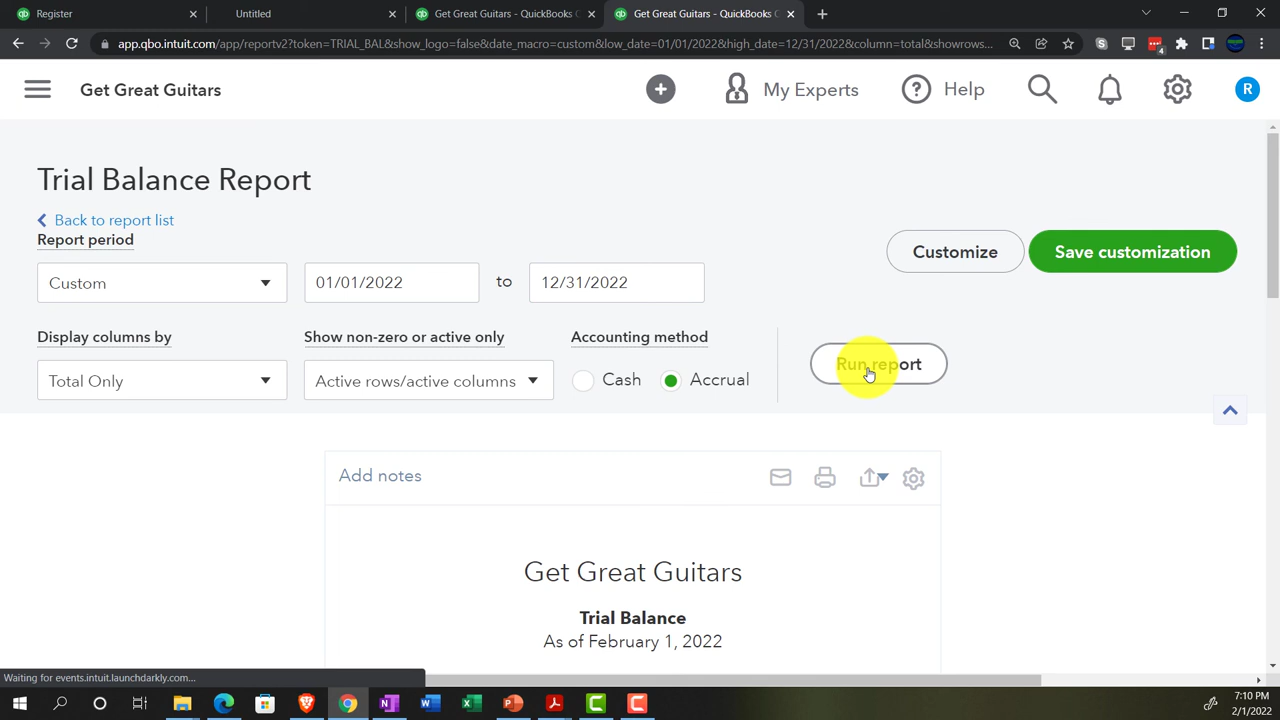 Register
Untitled
Get Great Guitars - QuickBooks C
Get Great Guitars - QuickBooks C
app.qbo.intuit.com/app/reportv2?token=TRIAL_BAL&show_logo=false&date_macro=custom&low_date=01/01/2022&high_date=12/31/2022&column=total&showrows...
4
Get Great Guitars
My Experts
Help
R
Trial Balance Report
Back to report list
Report period
Custom
01/01/2022
to
12/31/2022
Customize
Save customization
Display columns by
Show non-zero or active only
Accounting method
Total Only
Active rows/active columns
Cash
Accrual
Run report
Add notes
Get Great Guitars
Trial Balance
As of February 1, 2022
Waiting for events.intuit.launchdarkly.com...
7:10 PM
2/1/2022